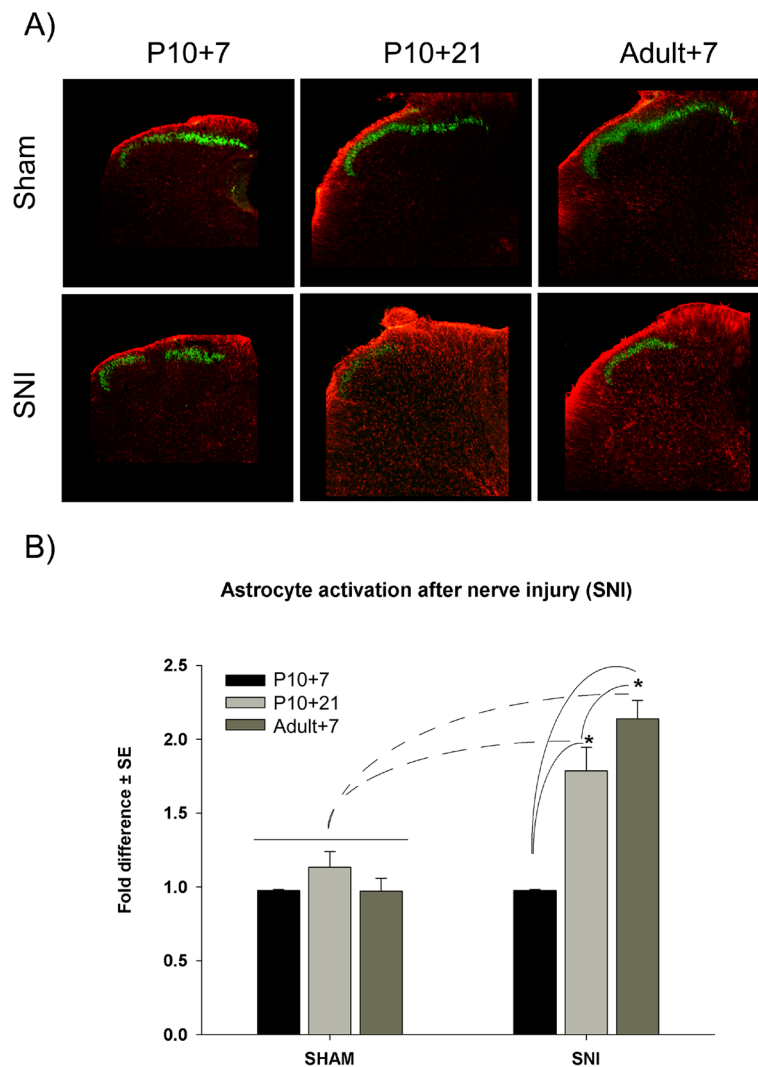 A)
P10+7 P10+21 Adult+7
Sham
SNI
B)
Astrocyte activation after nerve injury (SNI)
2.5
2.0
1.5
1.0
0.5
0.0
Fold difference ± SE
P10+7
P10+21
Adult+7
*
*
SHAM SNI